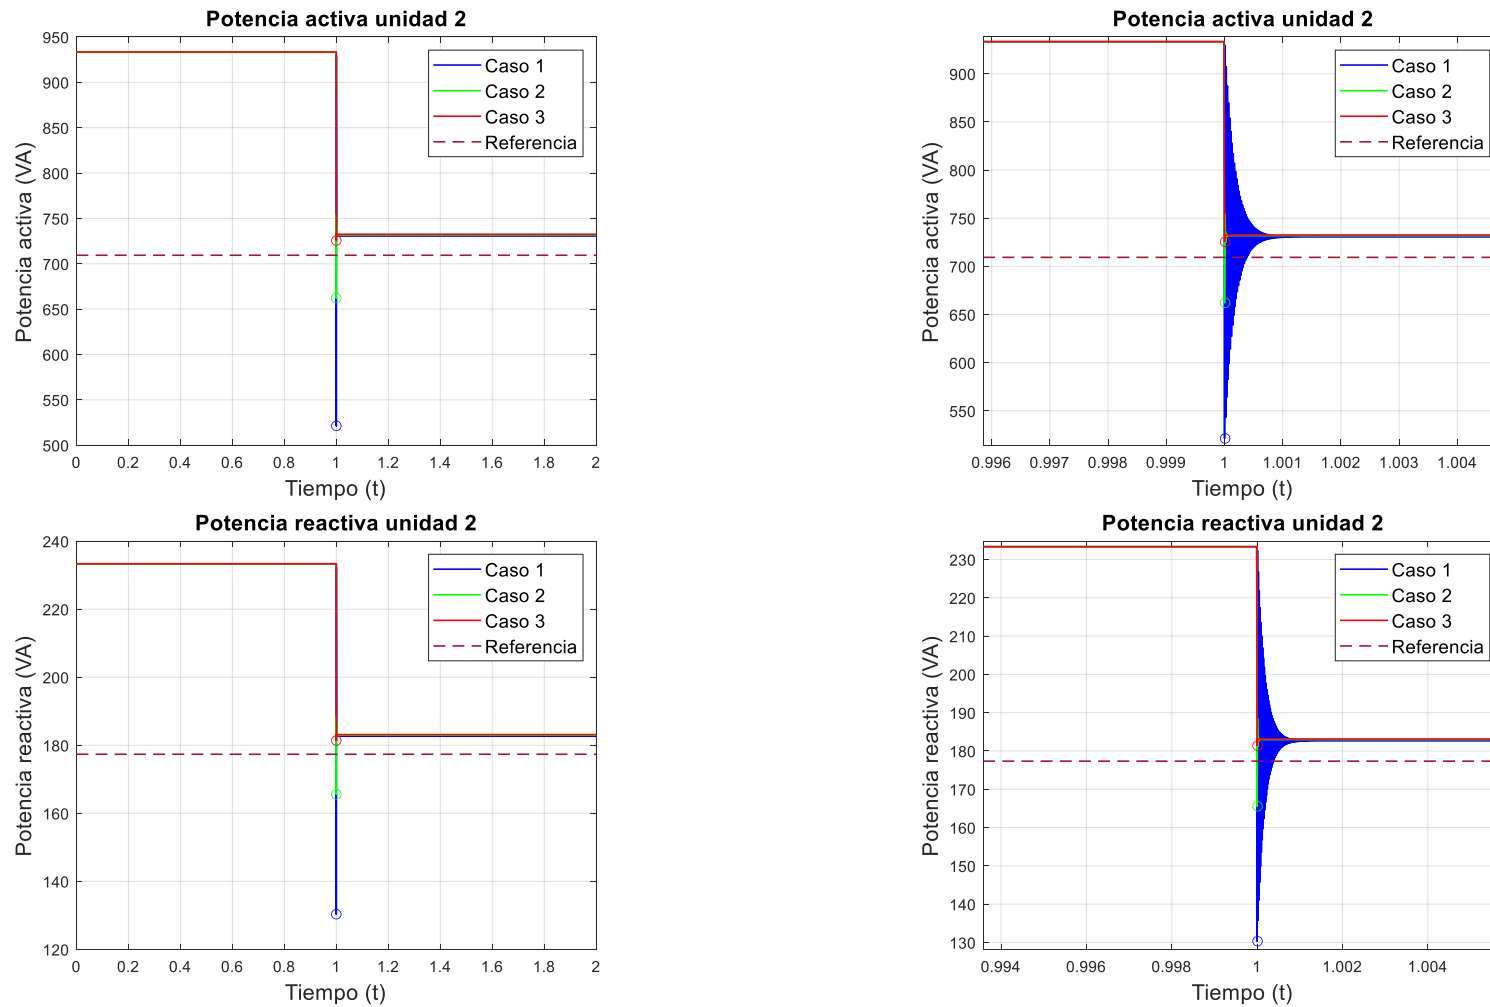 Potencia activa unidad 2
950
900
850
800
750
700
650
600
550
500
Potencia activa (VA)
Caso 1
Caso 2
Caso 3
Referencia
0 0.2 0.4 0.6 0.8 1 1.2 1.4 1.6 1.8 2
Tiempo (t)
Potencia activa unidad 2
900
850
800
750
700
650
600
550
Potencia activa (VA)
Caso 1
Caso 2
Caso 3
Referencia
0.996 0.997 0.998 0.999 1 1.001 1.002 1.003 1.004
Tiempo (t)
Potencia reactiva unidad 2
240
220
200
180
160
140
120
Potencia reactiva (VA)
Caso 1
Caso 2
Caso 3
Referencia
0 0.2 0.4 0.6 0.8 1 1.2 1.4 1.6 1.8 2
Tiempo (t)
Potencia reactiva unidad 2
230
220
210
200
190
180
170
160
150
140
130
Potencia reactiva (VA)
Caso 1
Caso 2
Caso 3
Referencia
0.994 0.996 0.998 1 1.002 1.004
Tiempo (t)